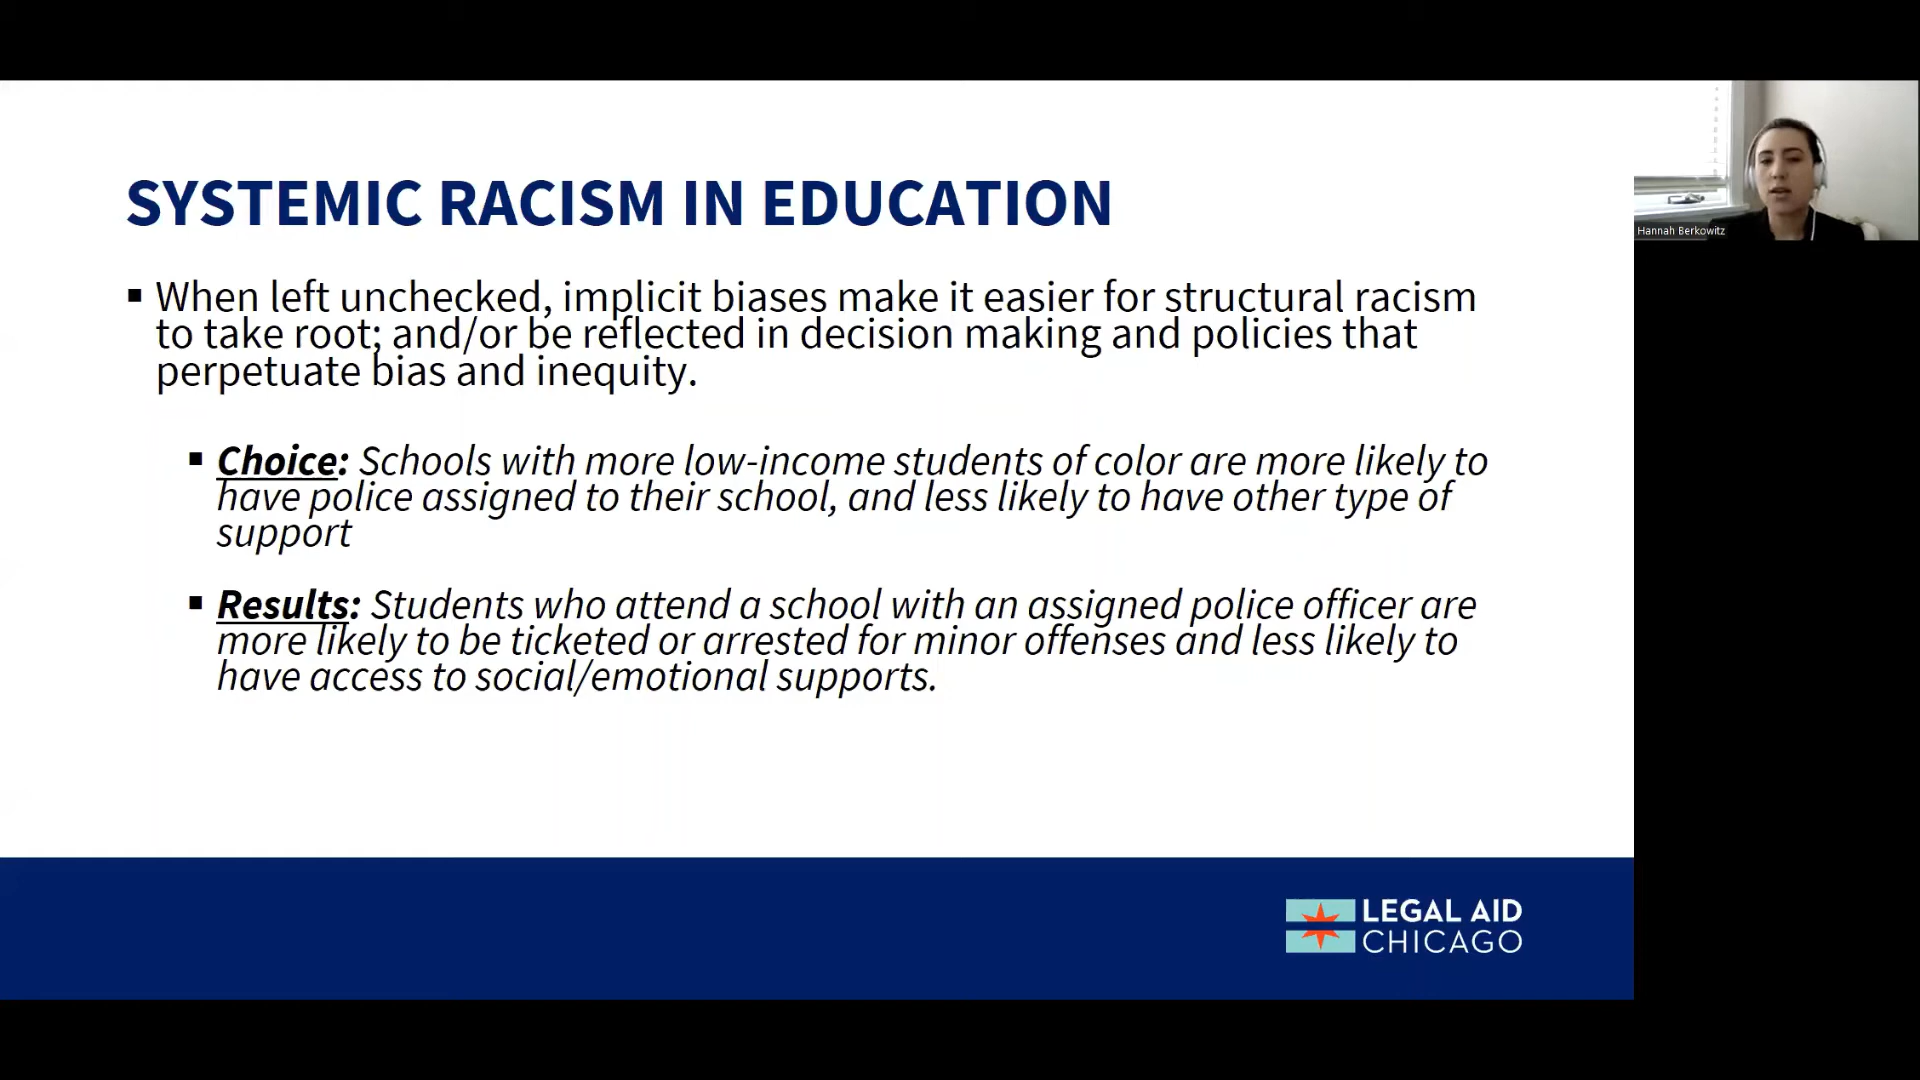 SYSTEMIC RACISM IN EDUCATION
▪ When left unchecked, implicit biases make it easier for structural racism
to take root; and/or be reflected in decision making and policies that
perpetuate bias and inequity.
▪ Choice: Schools with more low-income students of color are more likely to
have police assigned to their school, and less likely to have other type of
support
▪ Results: Students who attend a school with an assigned police officer are
more likely to be ticketed or arrested for minor offenses and less likely to
have access to social/emotional supports.
LEGAL AID
CHICAGO
Hannah Berkowitz